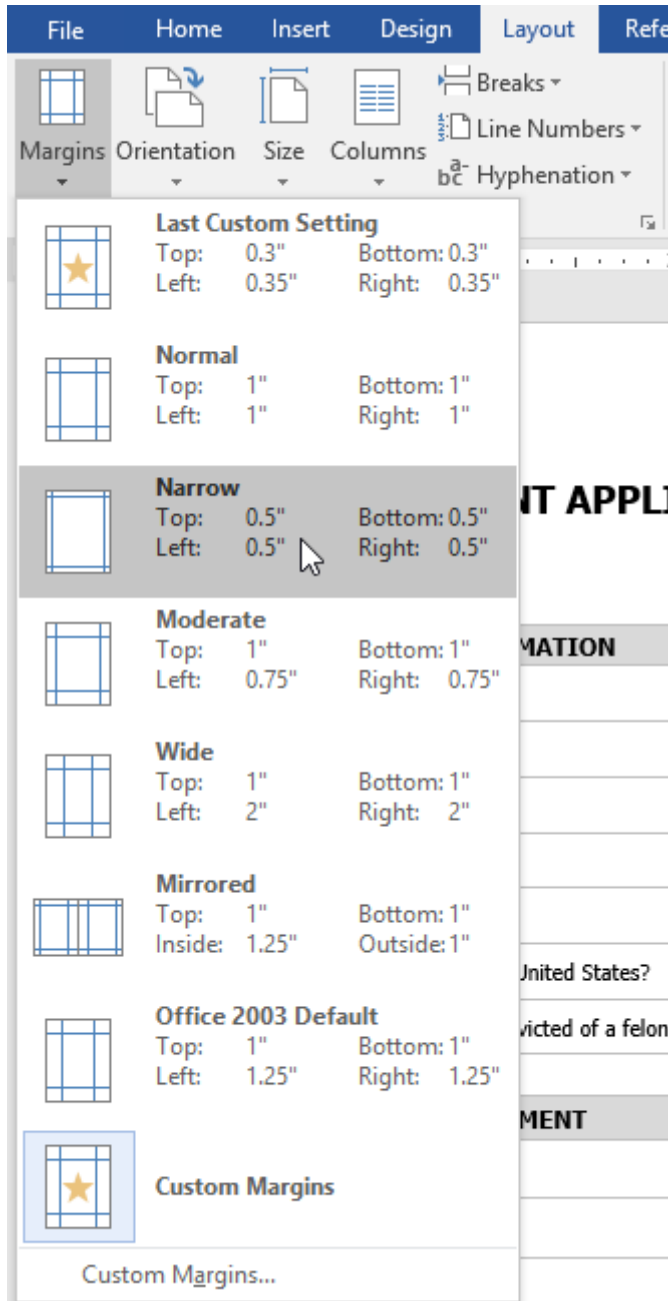 File Home Insert Design Layout Refe
Breaks
Line Numbers
Margins Orientation Size Columns
Hyphenation
Last Custom Setting
Top: 0.3" Bottom: 0.3"
Left: 0.35" Right: 0.35"
Normal
Top: 1" Bottom: 1"
Left: 1" Right: 1"
Narrow
Top: 0.5" Bottom: 0.5"
Left: 0.5" Right: 0.5"
NT APPLI
Moderate
Top: 1" Bottom: 1"
Left: 0.75" Right: 0.75"
MATION
Wide
Top: 1" Bottom: 1"
Left: 2" Right: 2"
Mirrored
Top: 1" Bottom: 1"
Inside: 1.25" Outside: 1"
United States?
Office 2003 Default
Top: 1" Bottom: 1"
Left: 1.25" Right: 1.25"
victed of a felon
MENT
Custom Margins
Custom Margins...